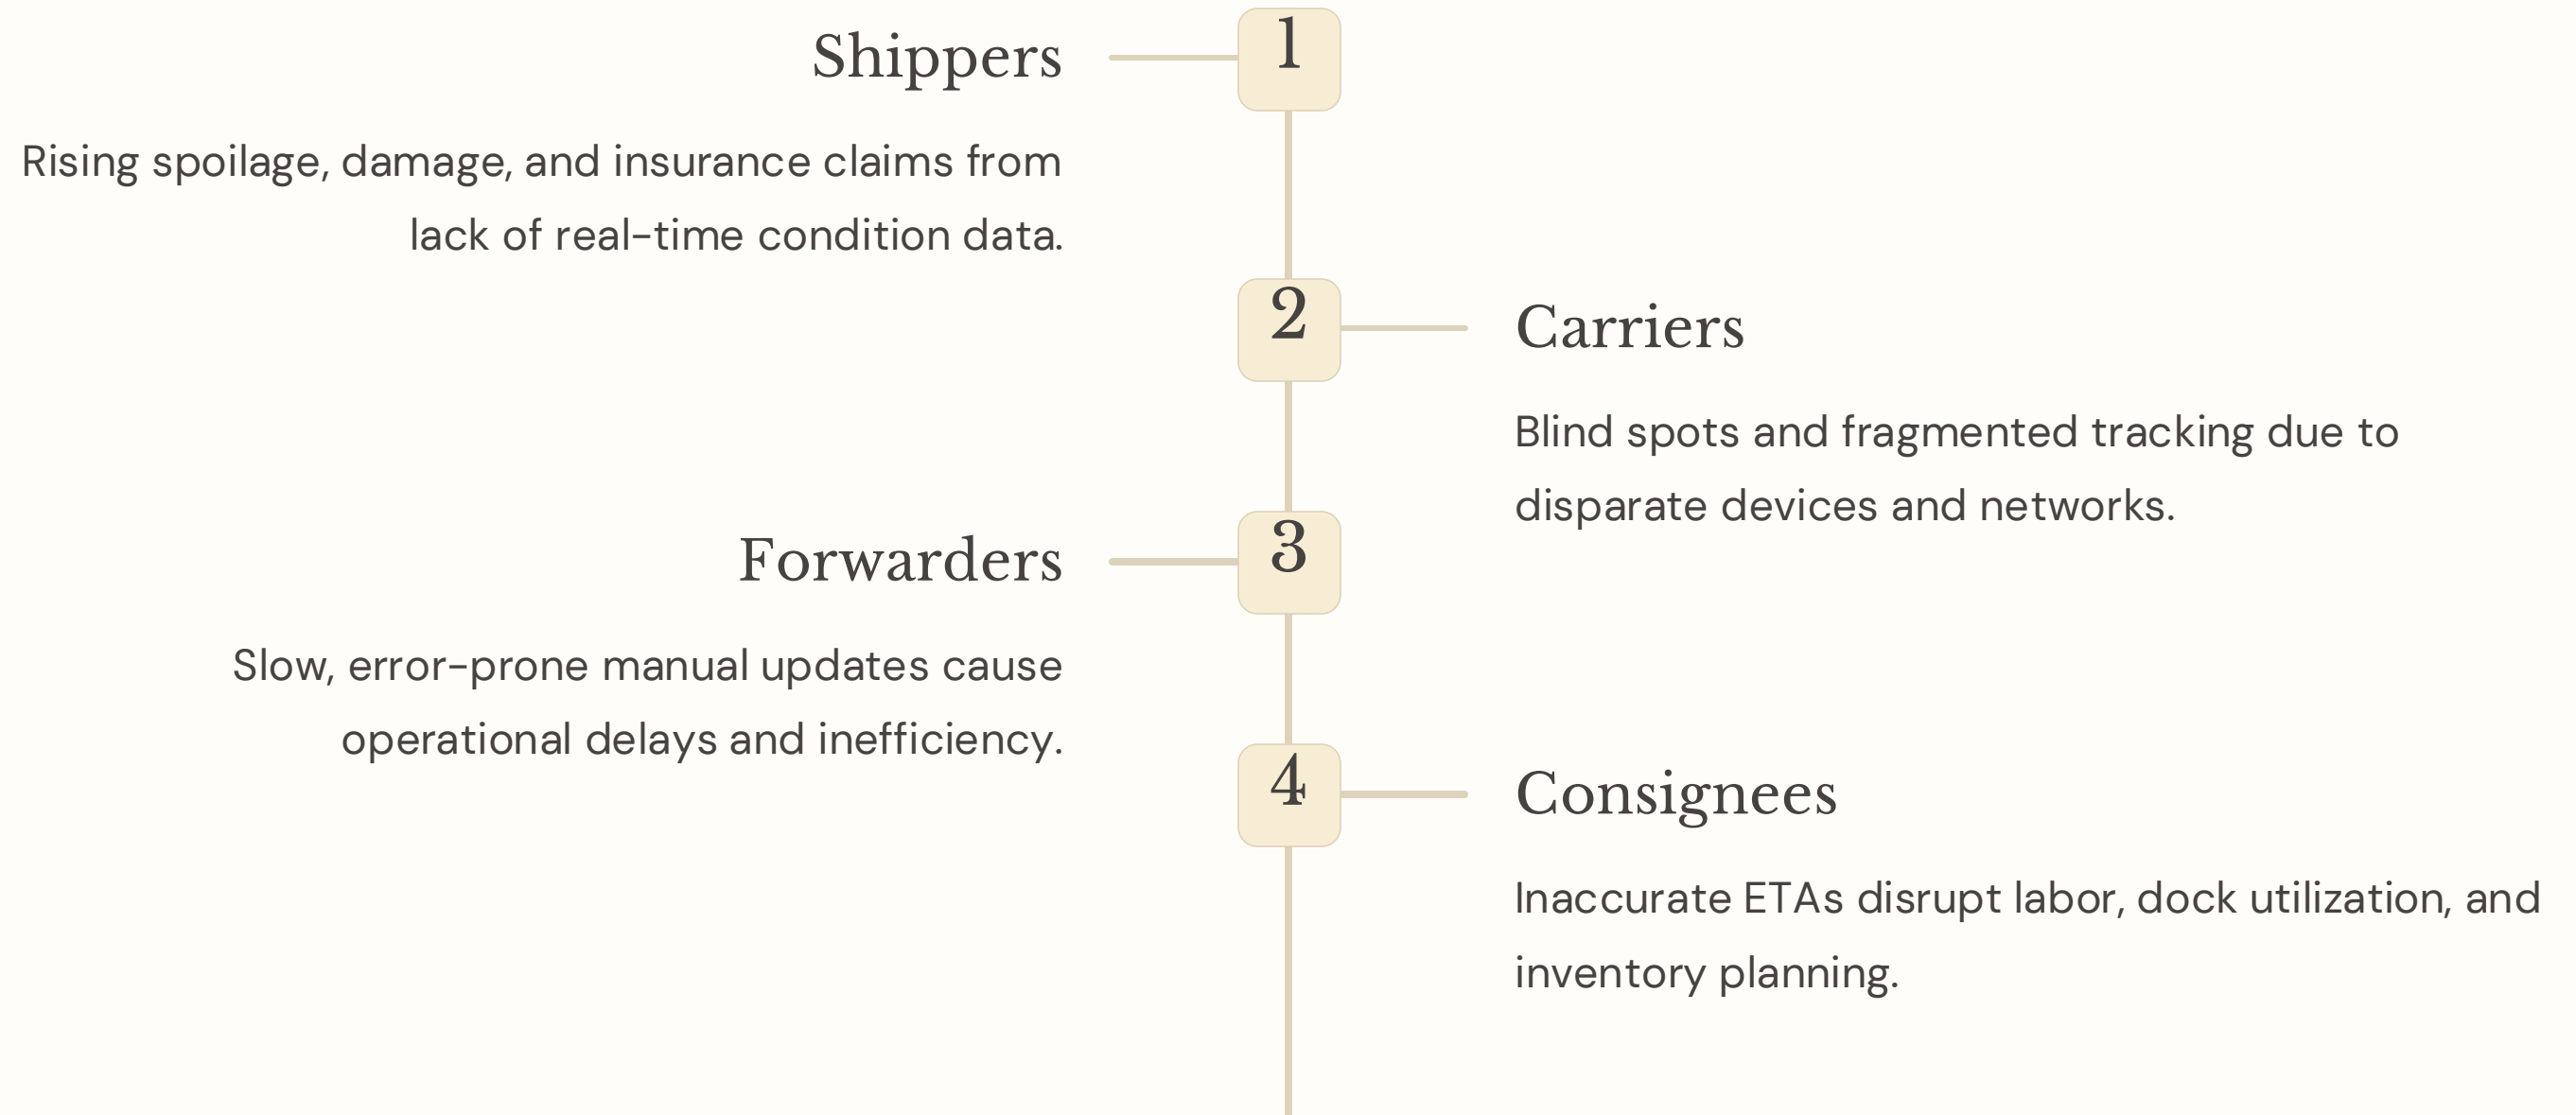 1
Shippers
Rising spoilage, damage, and insurance claims from
lack of real-time condition data.
2
Carriers
Blind spots and fragmented tracking due to
disparate devices and networks.
3
Forwarders
Slow, error-prone manual updates cause
operational delays and inefficiency.
4
Consignees
Inaccurate ETAs disrupt labor, dock utilization, and
inventory planning.